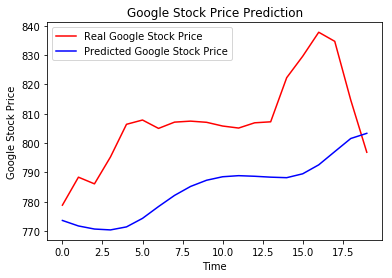 Google Stock Price Prediction
Real Google Stock Price
Predicted Google Stock Price
Google Stock Price
840
830
820
810
800
790
780
770
0.0 2.5 5.0 7.5 10.0 12.5 15.0 17.5
Time